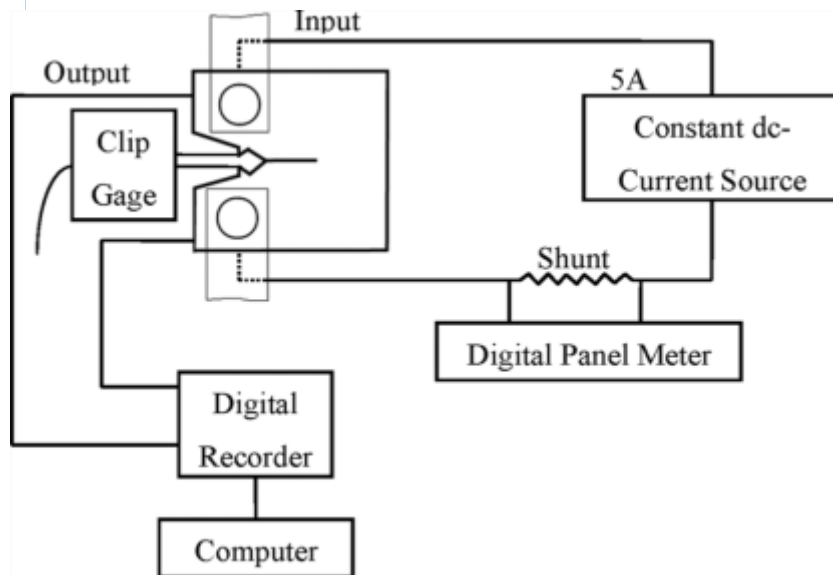 Input
Output
5A
Constant dc-
Current Source
Clip
Gage
Shunt
Digital Panel Meter
Digital
Recorder
Computer